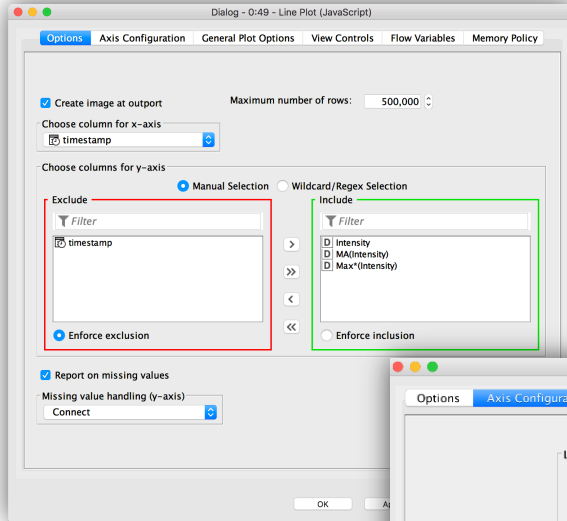 Dialog - 0:49 - Line Plot (JavaScript)
Options Axis Configuration General Plot Options View Controls Flow Variables Memory Policy
Create image at outport Maximum number of rows: 500,000
Choose column for x-axis
timestamp
Choose columns for y-axis
Manual Selection Wildcard/Regex Selection
Exclude Include
Filter Filter
timestamp D Intensity
D MA(Intensity)
D Max*(Intensity)
> 
>>
<
<<
Enforce exclusion Enforce inclusion
Report on missing values
Missing value handling (y-axis)
Connect
Options Axis Configura
L
OK A